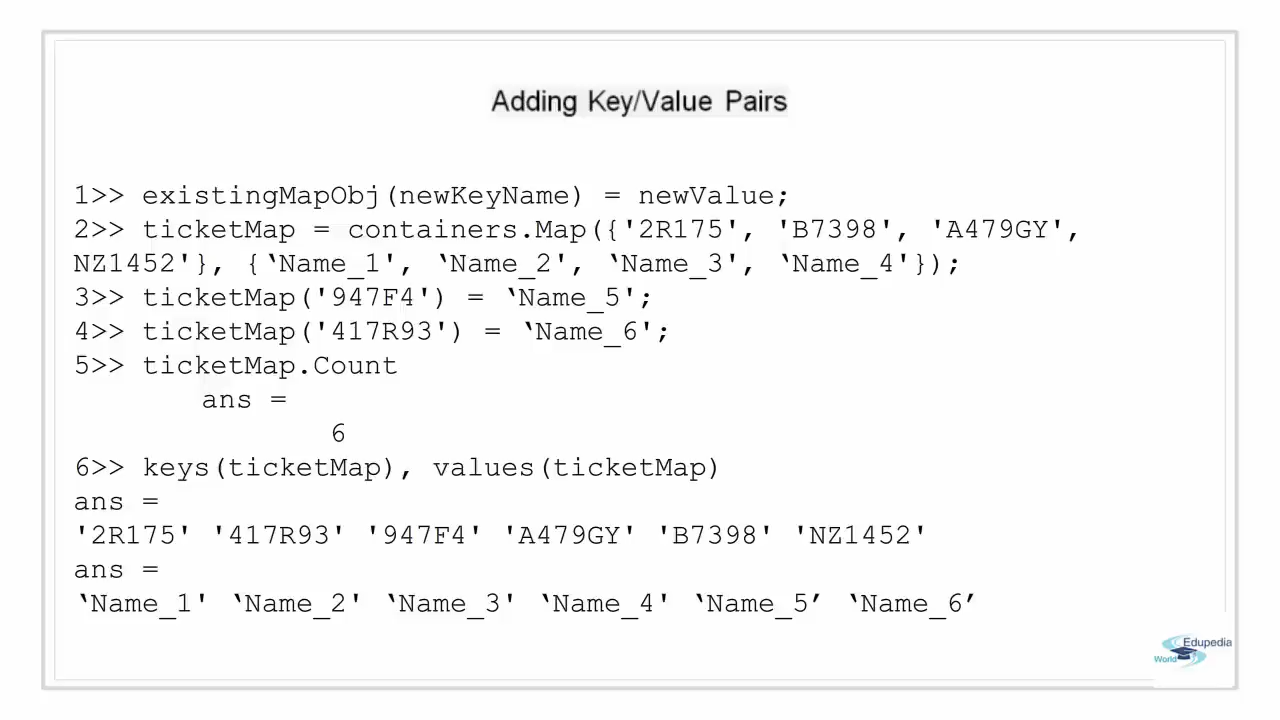 Adding Key/Value Pairs
1>> existingMapObj(newKeyName) = newValue;
2>> ticketMap = containers.Map({'2R175', 'B7398', 'A479GY',
NZ1452'}, {‘Name_1', ‘Name_2', ‘Name_3', ‘Name_4'});
3>> ticketMap('947F4') = ‘Name_5';
4>> ticketMap('417R93') = ‘Name_6';
5>> ticketMap.Count
ans =
6
6>> keys(ticketMap), values(ticketMap)
ans =
'2R175' '417R93' '947F4' 'A479GY' 'B7398' 'NZ1452'
ans =
‘Name_1' ‘Name_2' ‘Name_3' ‘Name_4' ‘Name_5’ ‘Name_6’
Edupedia
World